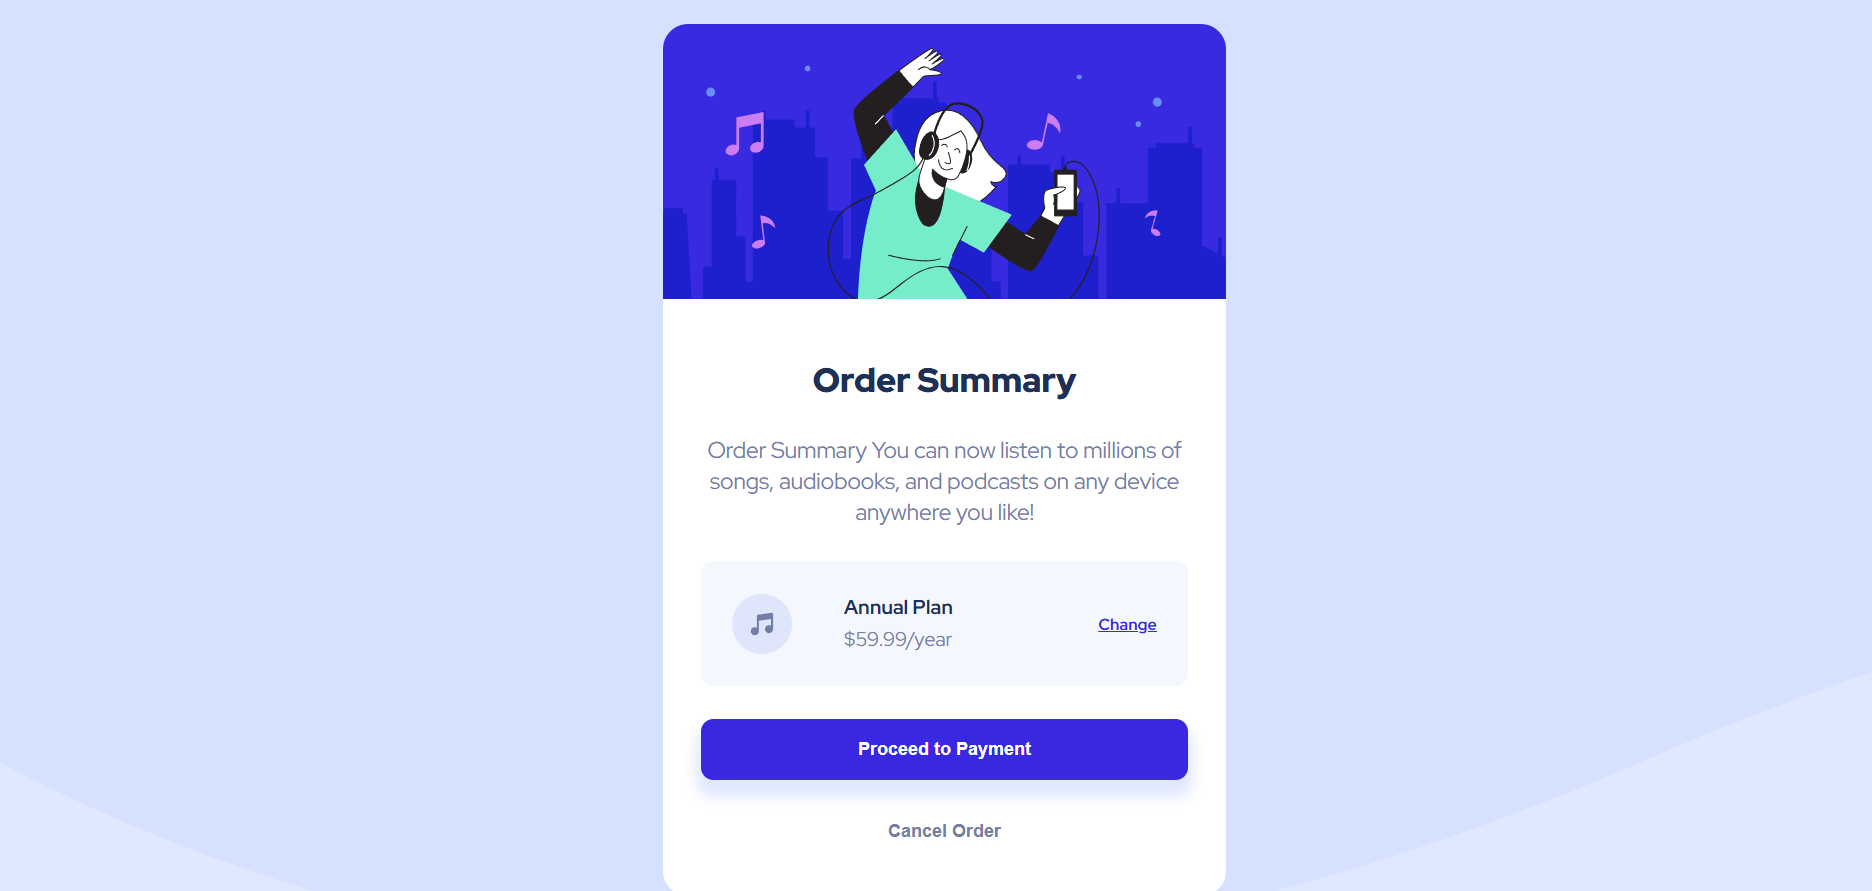 Order Summary
Order Summary You can now listen to millions of
songs, audiobooks, and podcasts on any device
anywhere you like!
Annual Plan
$59.99/year
Change
Proceed to Payment
Cancel Order